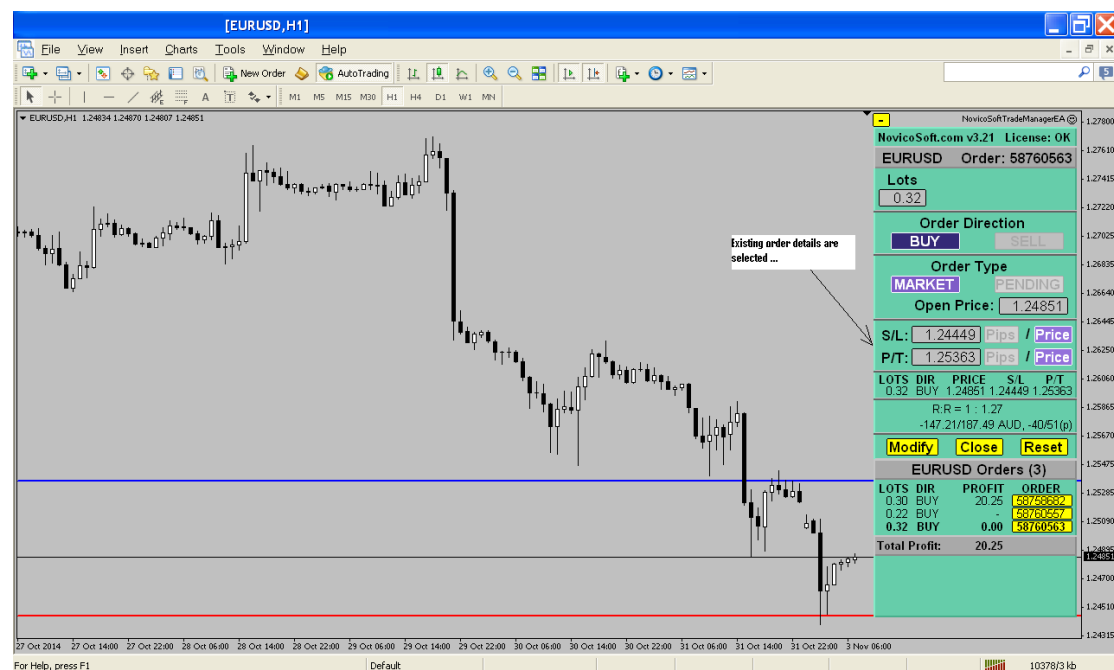 [EURUSD,H1]
File View Insert Charts Tools Window Help
New Order AutoTrading
5
A T M1 M5 M15 M30 H1 H4 D1 W1 MN
EURUSD,H1 1.24834 1.24870 1.24807 1.24851
NovicoSoftTradeManagerEA
NovicoSoft.com v3.21 License: OK
EURUSD Order: 58760563
Lots
0.32
Order Direction
BUY SELL
Order Type
MARKET PENDING
Open Price: 1.24851
S/L: 1.24449 Pips / Price
P/T: 1.25363 Pips / Price
LOTS DIR PRICE S/L P/T
0.32 BUY 1.24851 1.24449 1.25363
R:R = 1 : 1.27
-147.21/187.49 AUD, -40/51(p)
Modify Close Reset
EURUSD Orders (3)
LOTS DIR PROFIT ORDER
0.30 BUY 20.25 58758682
0.22 BUY - 58760557
0.32 BUY 0.00 58760563
Total Profit: 20.25
Existing order details are
selected ...
1.27800
1.27610
1.27415
1.27220
1.27025
1.26835
1.26640
1.26445
1.26250
1.26060
1.25865
1.25670
1.25475
1.25285
1.25090
1.24895
1.24851
1.24700
1.24510
1.24315
27 Oct 2014 27 Oct 14:00 27 Oct 22:00 28 Oct 06:00 28 Oct 14:00 28 Oct 22:00 29 Oct 06:00 29 Oct 14:00 29 Oct 22:00 30 Oct 06:00 30 Oct 14:00 30 Oct 22:00 31 Oct 06:00 31 Oct 14:00 31 Oct 22:00 3 Nov 06:00
For Help, press F1 Default 10378/3 kb